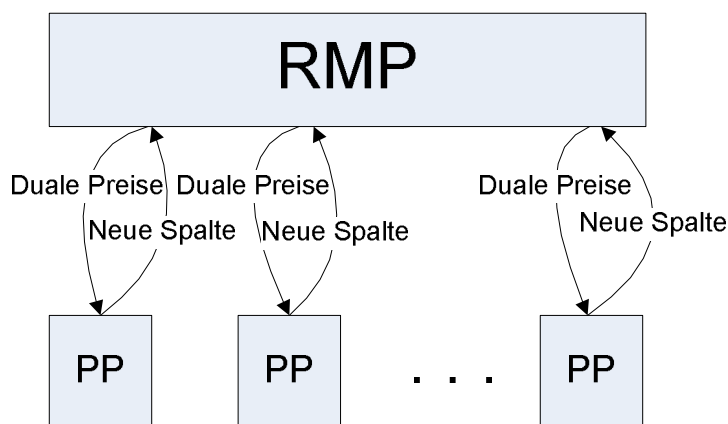 RMP
Duale Preise Duale Preise Duale Preise
Neue Spalte Neue Spalte Neue Spalte
PP PP . . . PP